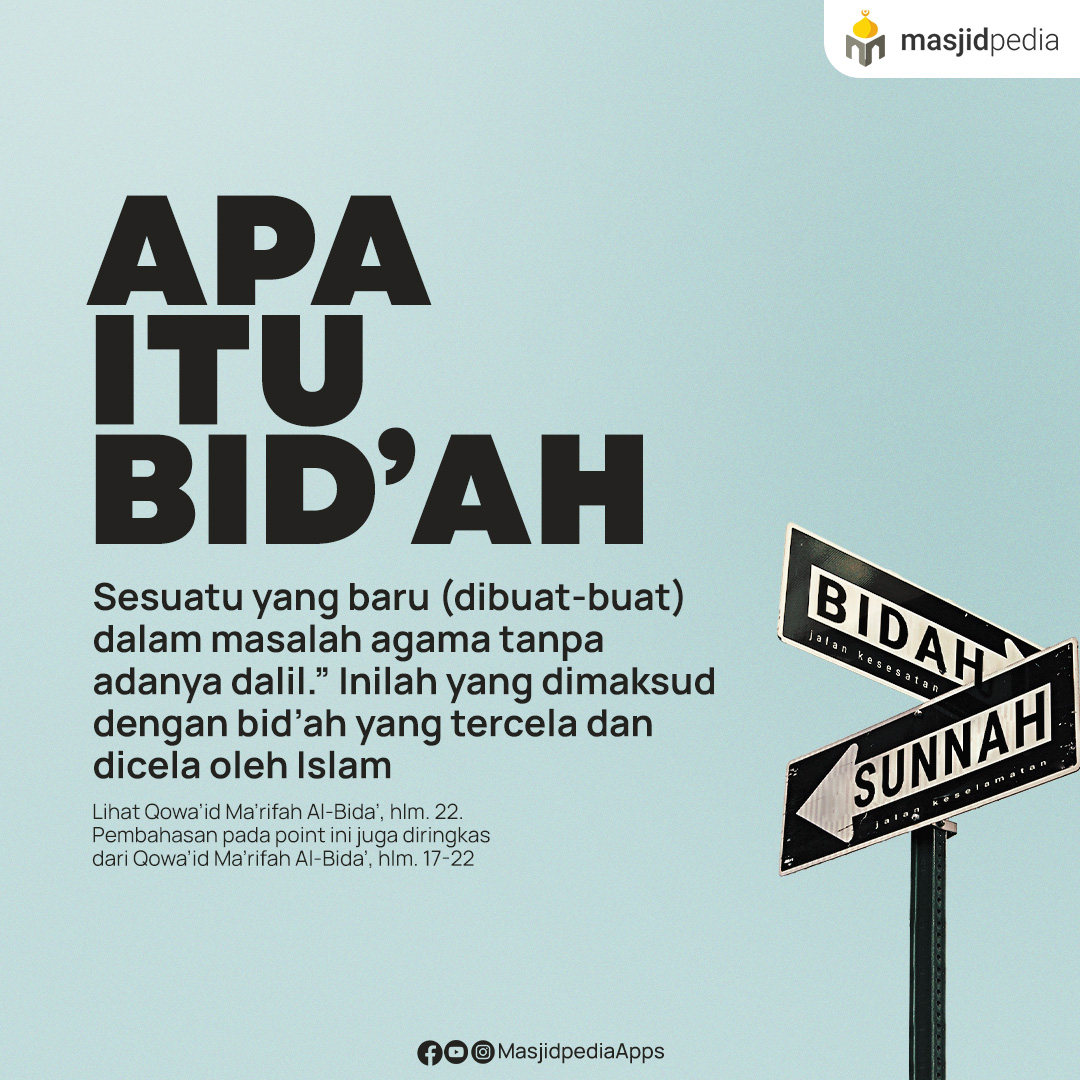 masjidpedia
APA
ITU
BID’AH
Sesuatu yang baru (dibuat-buat)
dalam masalah agama tanpa
adanya dalil.” Inilah yang dimaksud
dengan bid’ah yang tercela dan
dicela oleh Islam
Lihat Qowa’id Ma’rifah Al-Bida’, hlm. 22.
Pembahasan pada point ini juga diringkas
dari Qowa’id Ma’rifah Al-Bida’, hlm. 17-22
BIDAH
jalan kesesatan
SUNNAH
jalan keselamatan
MasjidpediaApps